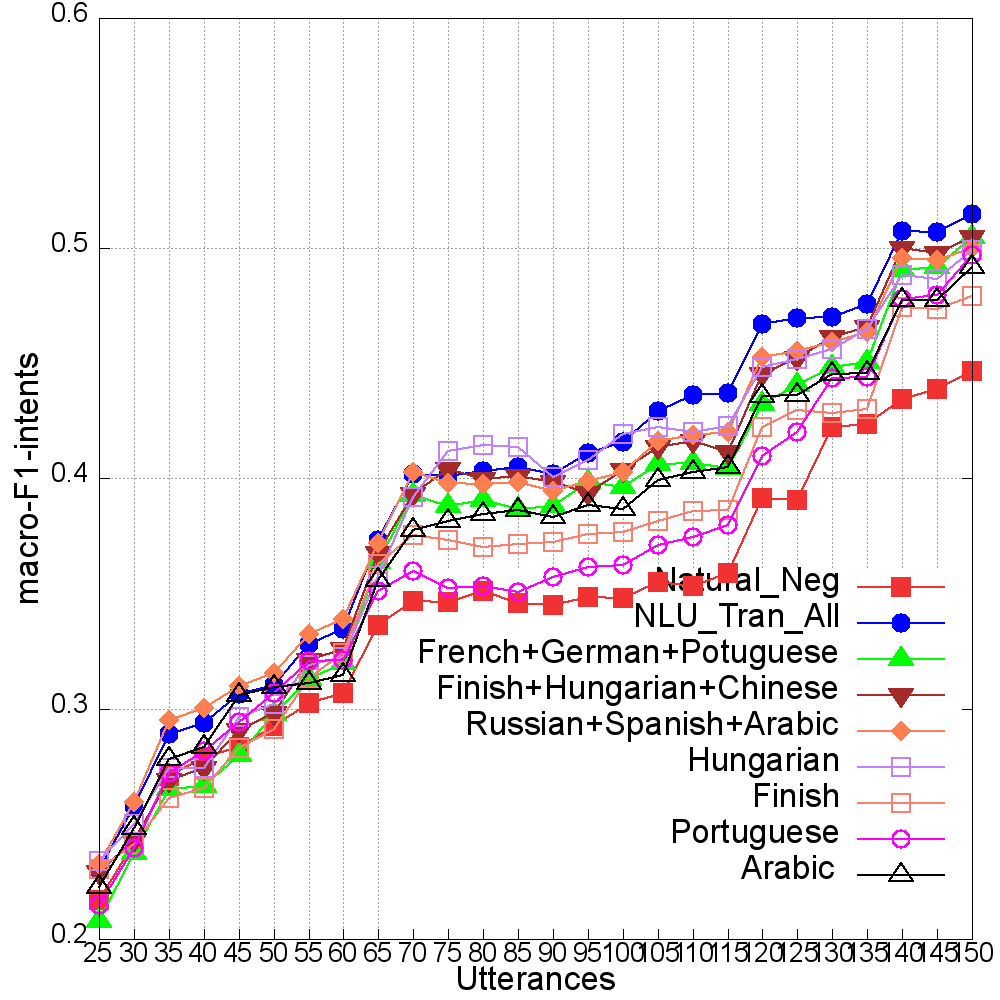 0.6
0.5
0.4
0.3
0.2
macro-F1-intents
Natural_Neg
NLU_Tran_All
French+German+Potuguese
Finish+Hungarian+Chinese
Russian+Spanish+Arabic
Hungarian
Finish
Portuguese
Arabic
25 30 35 40 45 50 55 60 65 70 75 80 85 90 95 100 105 110 115 120 125 130 135 140 145 150
Utterances